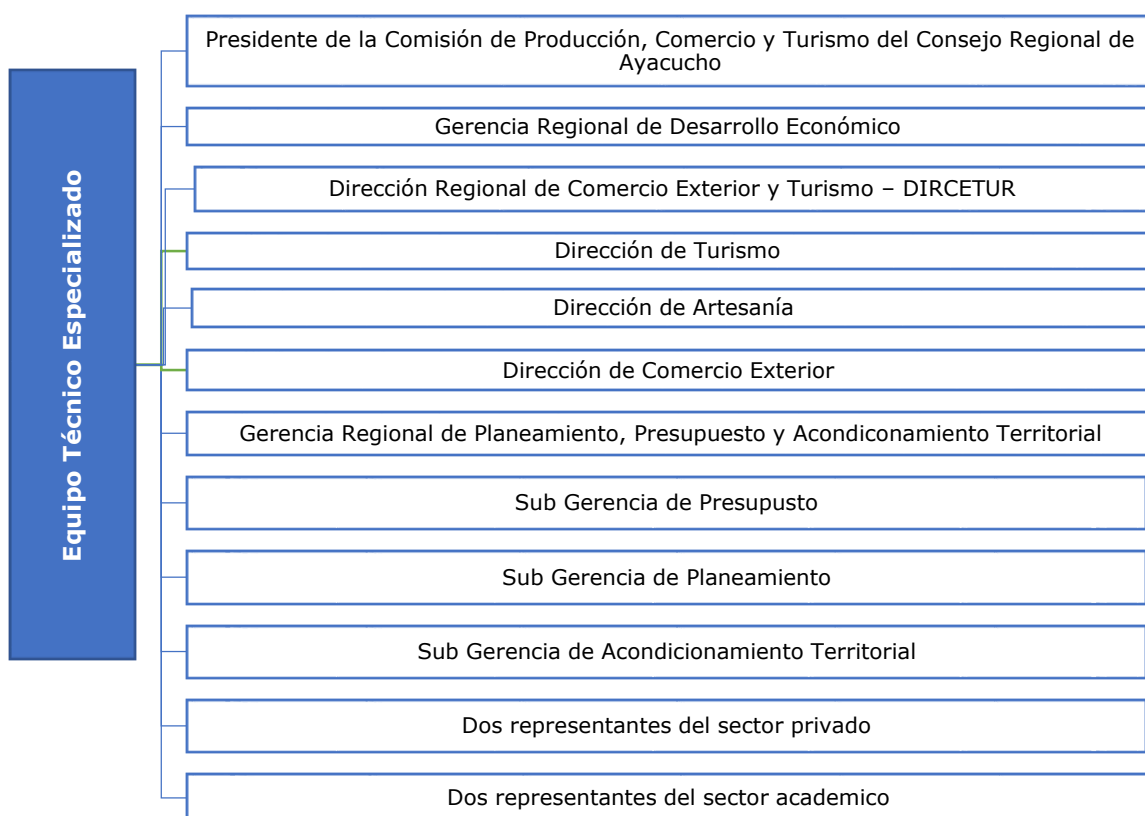 Equipo Técnico Especializado
Presidente de la Comisión de Producción, Comercio y Turismo del Consejo Regional de
Ayacucho
Gerencia Regional de Desarrollo Económico
Dirección Regional de Comercio Exterior y Turismo – DIRCETUR
Dirección de Turismo
Dirección de Artesanía
Dirección de Comercio Exterior
Gerencia Regional de Planeamiento, Presupuesto y Acondiconamiento Territorial
Sub Gerencia de Presupusto
Sub Gerencia de Planeamiento
Sub Gerencia de Acondicionamiento Territorial
Dos representantes del sector privado
Dos representantes del sector academico